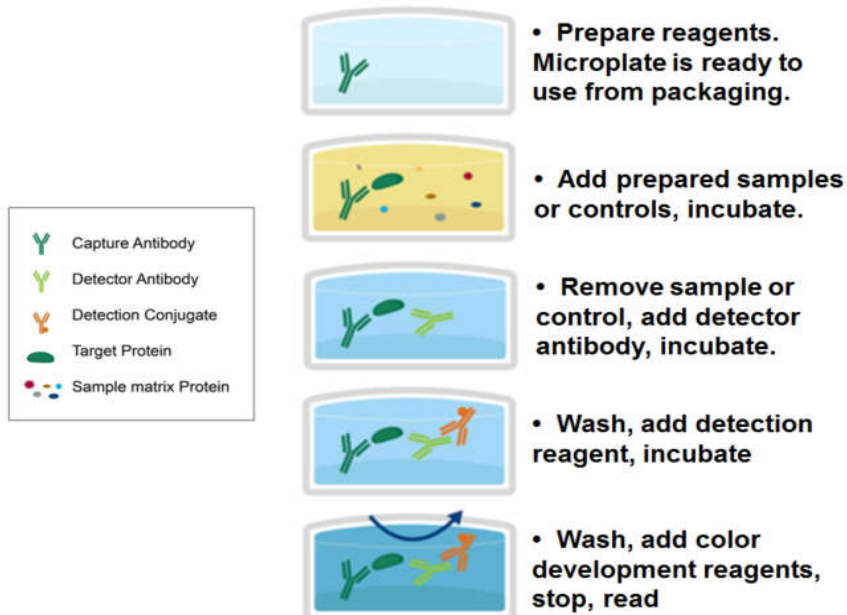 • Prepare reagents.
Microplate is ready to
use from packaging.
• Add prepared samples
or controls, incubate.
Capture Antibody
Detector Antibody
Detection Conjugate
Target Protein
Sample matrix Protein
• Remove sample or
control, add detector
antibody, incubate.
• Wash, add detection
reagent, incubate
• Wash, add color
development reagents,
stop, read